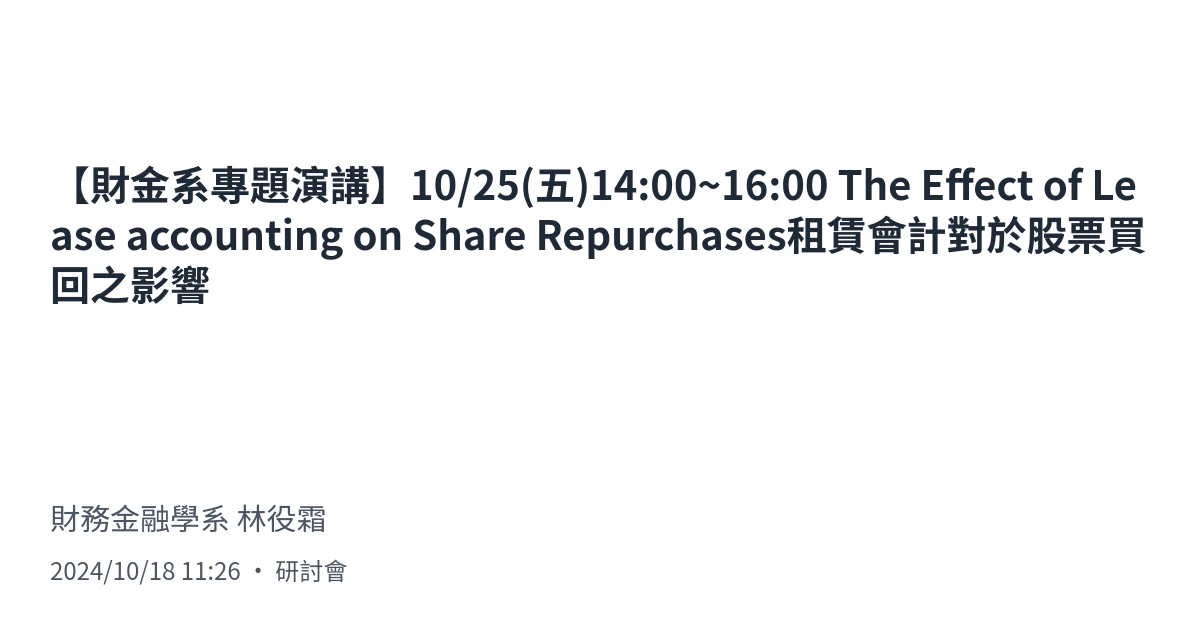 【財金系專題演講】10/25(五)14:00~16:00 The Effect of Le
ase accounting on Share Repurchases租賃會計對於股票買
回之影響
財務金融學系 林役霜
2024/10/18 11:26 ・ 研討會